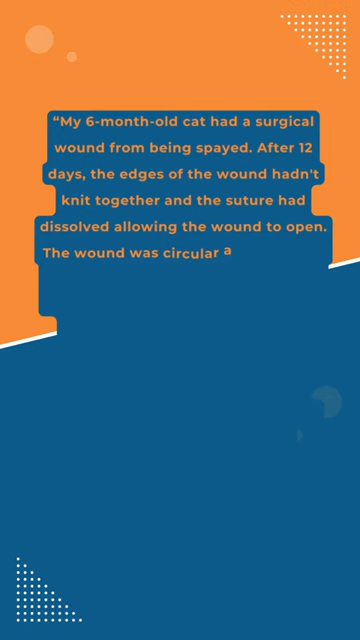 “My 6-month-old cat had a surgical
wound from being spayed. After 12
days, the edges of the wound hadn't
knit together and the suture had
dissolved allowing the wound to open.
The wound was circular a